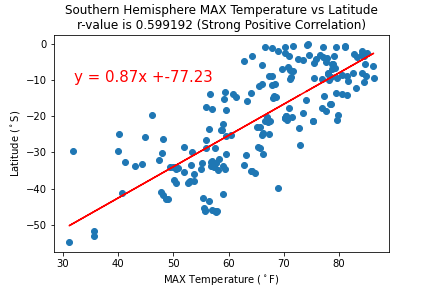 Southern Hemisphere MAX Temperature vs Latitude
r-value is 0.599192 (Strong Positive Correlation)
y = 0.87x +-77.23
Latitude (°S)
0
−10
−20
−30
−40
−50
30 40 50 60 70 80
MAX Temperature (°F)